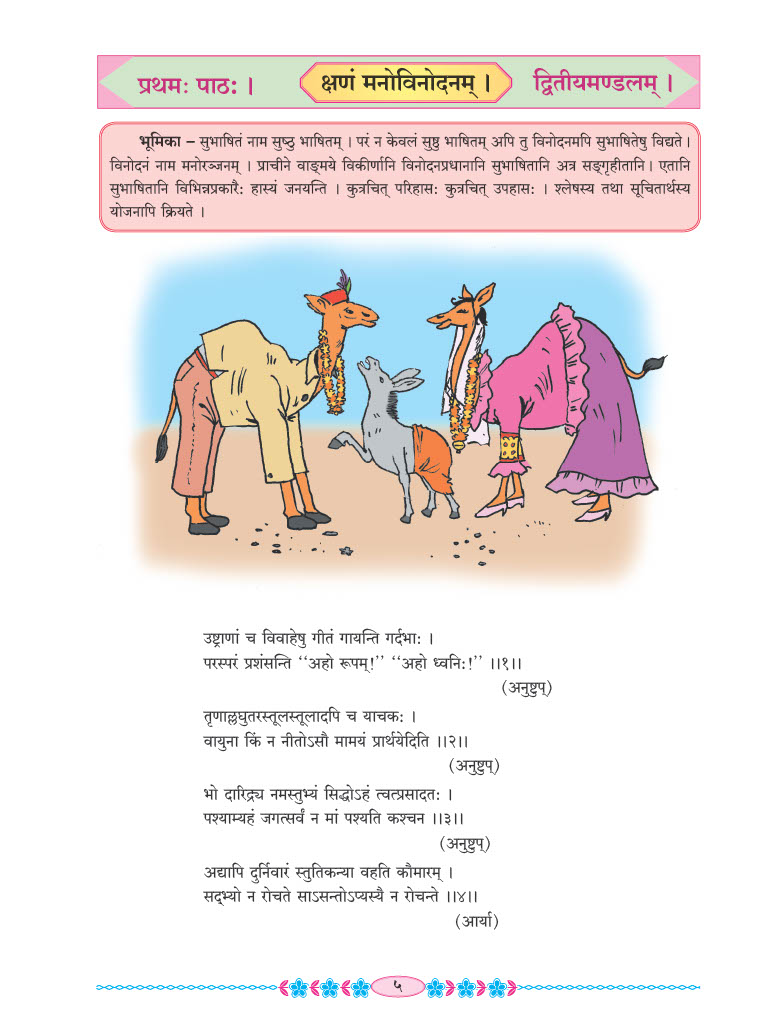 प्रथमः पाठः ।
क्षणं मनोविनोदनम् ।
द्वितीयमण्डलम् ।
भूमिका – सुभाषितं नाम सुष्ठु भाषितम् । परं न केवलं सुष्ठु भाषितम् अपि तु विनोदनमपि सुभाषितेषु विद्यते ।
विनोदनं नाम मनोरञ्जनम् । प्राचीने वाङ्मये विकीर्णानि विनोदनप्रधानानि सुभाषितानि अत्र सङ्गृहीतानि । एतानि
सुभाषितानि विभिन्नप्रकारैः हास्यं जनयन्ति । कुत्रचित् परिहासः कुत्रचित् उपहासः । श्लेषस्य तथा सूचितार्थस्य
योजनापि क्रियते ।
उष्ट्राणां च विवाहेषु गीतं गायन्ति गर्दभाः ।
परस्परं प्रशंसन्ति ‘‘अहो रूपम्!’’ ‘‘अहो ध्वनिः!’’ ।।१।।
(अनुष्टुप्)
तृणाल्लघुतरस्तूलस्तूलादपि च याचकः ।
वायुना किं न नीतोऽसौ मामयं प्रार्थयेदिति ।।२।।
(अनुष्टुप्)
भो दारिद्र्य नमस्तुभ्यं सिद्धोऽहं त्वत्प्रसादतः ।
पश्याम्यहं जगत्सर्वं न मां पश्यति कश्चन ।।३।।
(अनुष्टुप्)
अद्यापि दुर्निवारं स्तुतिकन्या वहति कौमारम् ।
सद्भ्यो न रोचते साऽसन्तोऽप्यस्यै न रोचन्ते ।।४।।
(आर्या)
५